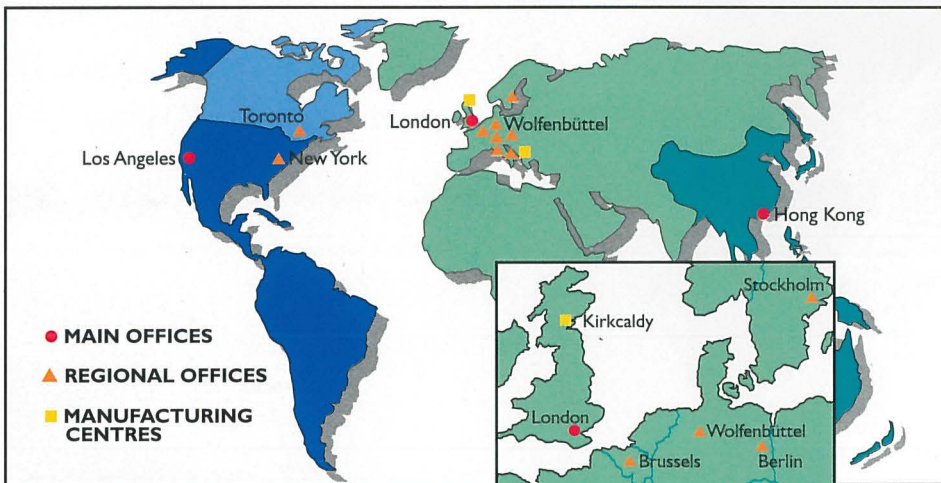 Toronto
London
Wolfenbüttel
Los Angeles
New York
Hong Kong
MAIN OFFICES
REGIONAL OFFICES
MANUFACTURING
CENTRES
Stockholm
Kirkcaldy
London
Wolfenbüttel
Brussels
Berlin